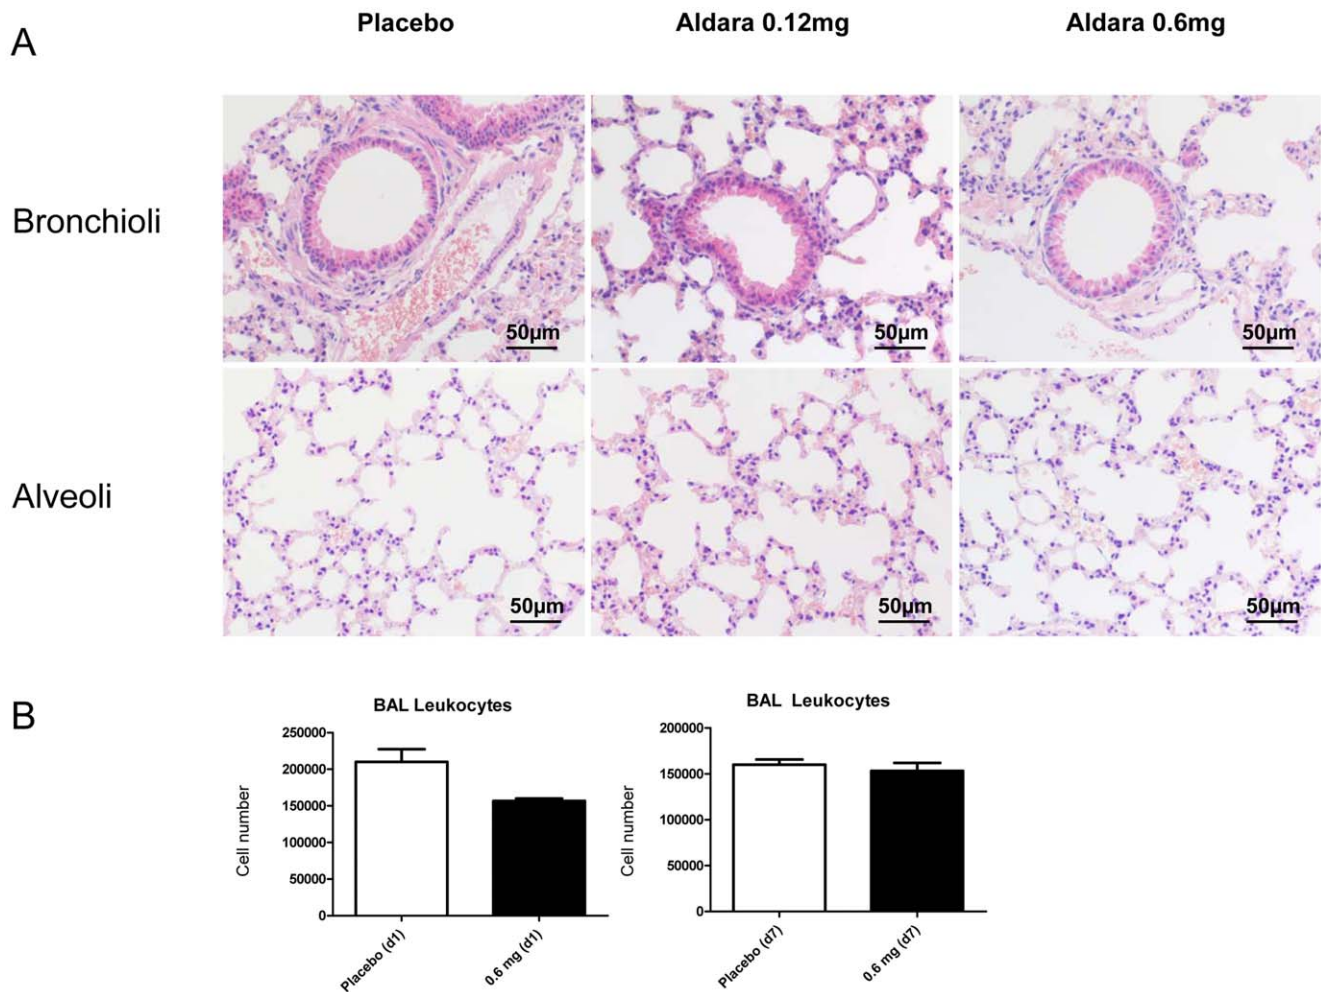 A
Placebo
Aldara 0.12mg
Aldara 0.6mg
Bronchioli
50µm
50µm
50µm
Alveoli
50µm
50µm
50µm
B
BAL Leukocytes
Cell number
250000
200000
150000
100000
50000
0
Placebo (d1)
0.6 mg (d1)
BAL Leukocytes
Cell number
200000
150000
100000
50000
0
Placebo (d7)
0.6 mg (d7)